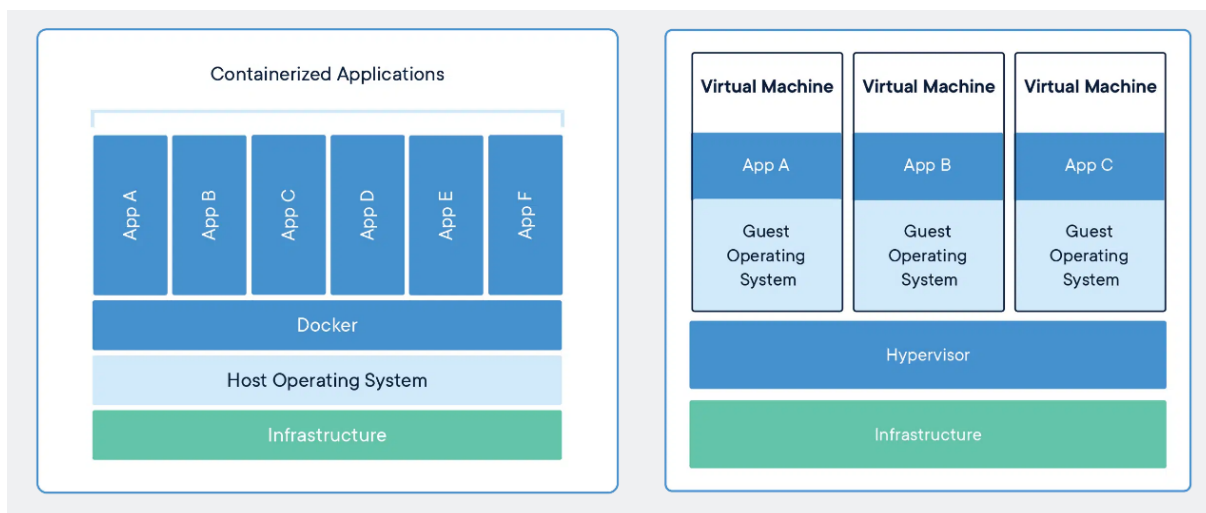 Containerized Applications
App A
App B
App C
App D
App E
App F
Docker
Host Operating System
Infrastructure
Virtual Machine
App A
Guest
Operating
System
Virtual Machine
App B
Guest
Operating
System
Virtual Machine
App C
Guest
Operating
System
Hypervisor
Infrastructure